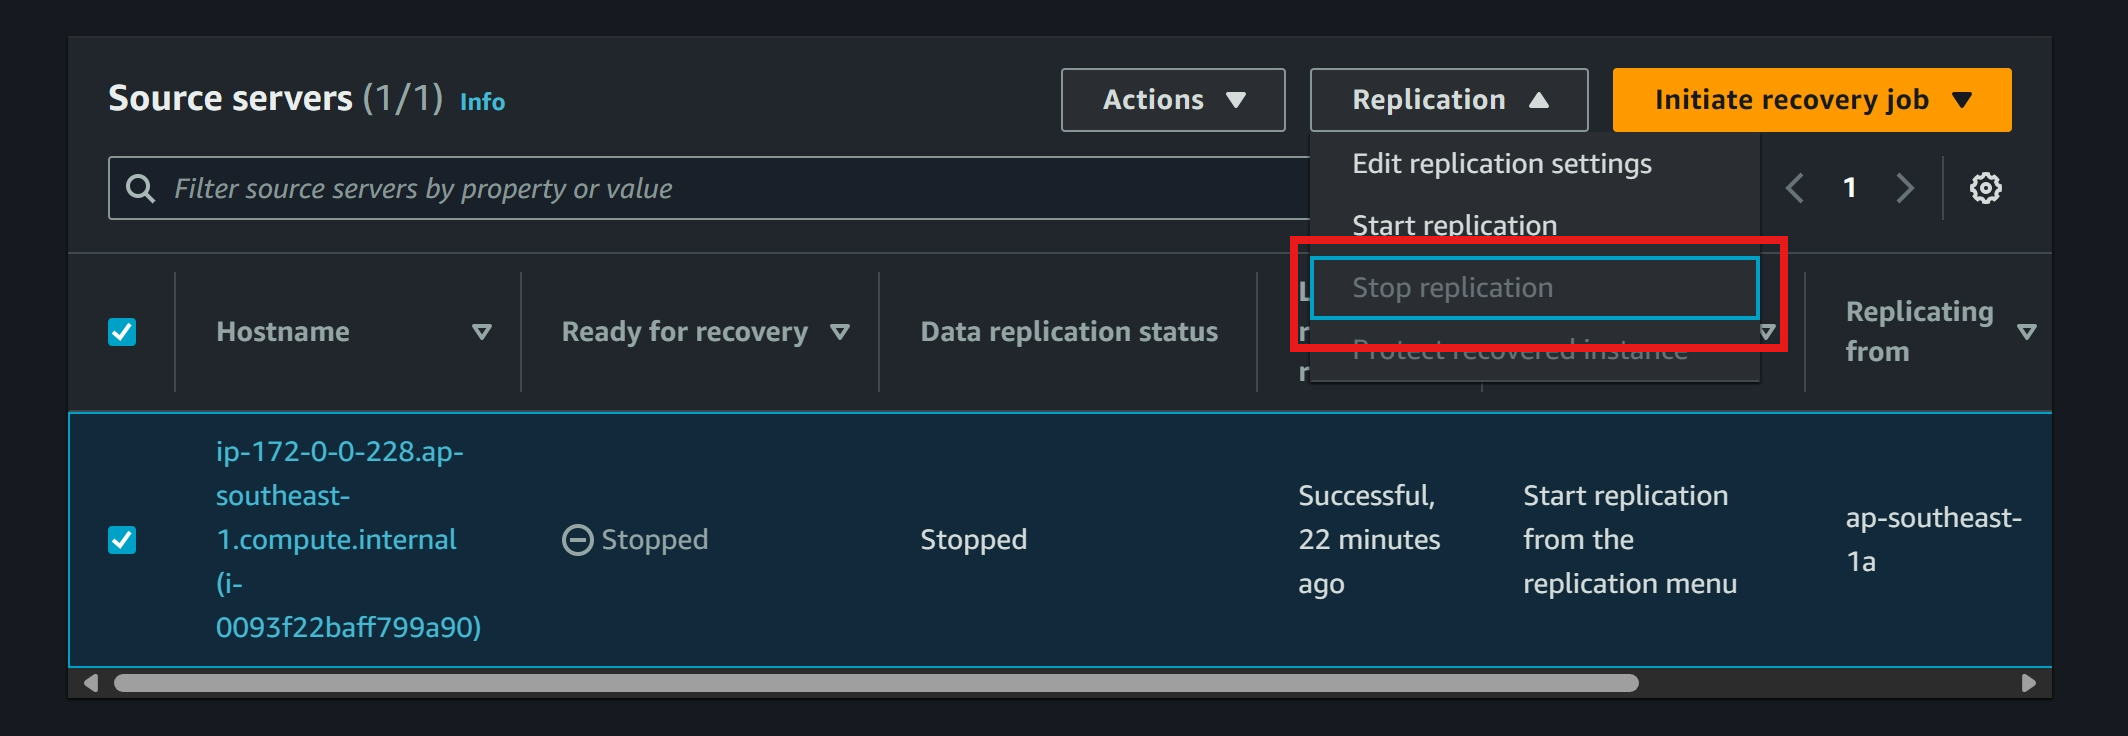 Source servers (1/1) Info
Actions
Replication
Initiate recovery job
Filter source servers by property or value
1
Edit replication settings
Start replication
Stop replication
Protect recovered instance
Hostname
Ready for recovery
Data replication status
Replicating
from
ip-172-0-0-228.ap-
southeast-
1.compute.internal
(i-
0093f22baff799a90)
Stopped
Stopped
Successful,
22 minutes
ago
Start replication
from the
replication menu
ap-southeast-
1a